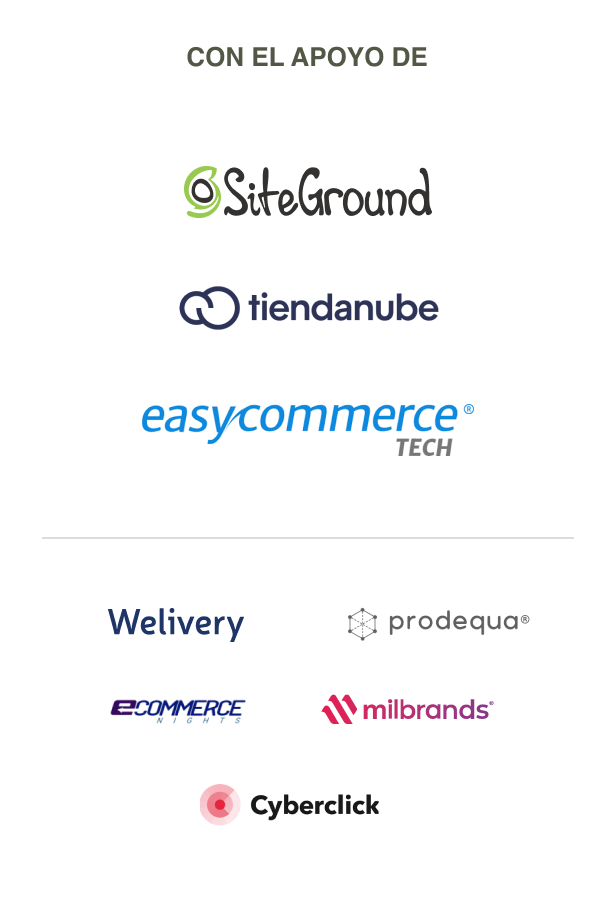 CON EL APOYO DE
SiteGround
tiendanube
easycommerce®
TECH
Welivery
prodequa®
eCOMMERCE
NIGHTS
milbrands®
Cyberclick